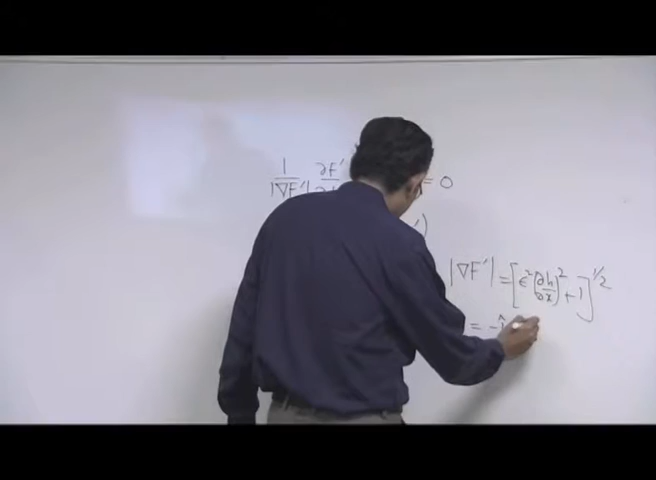 1/|∇F'| ∂F'/ = 0
')
|∇F'| = [ε²(∂h/∂x)² + 1]^1/2
= -î